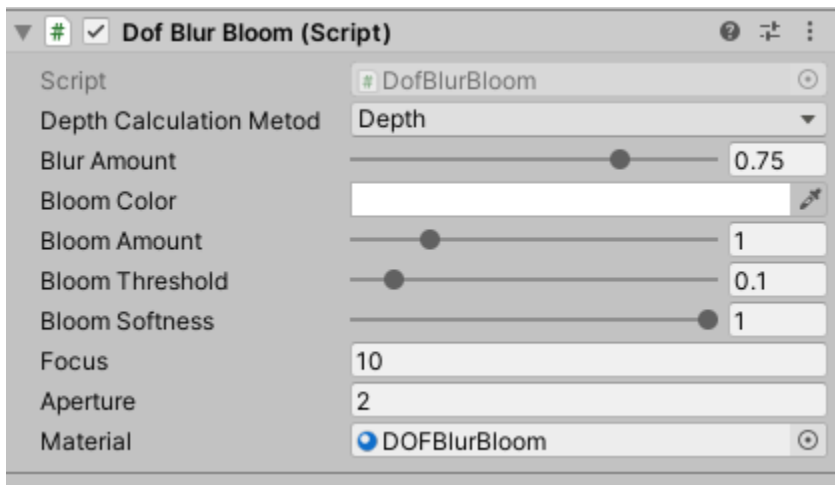 # Dof Blur Bloom (Script)
Script # DofBlurBloom
Depth Calculation Metod Depth
Blur Amount 0.75
Bloom Color
Bloom Amount 1
Bloom Threshold 0.1
Bloom Softness 1
Focus 10
Aperture 2
Material DOFBlurBloom